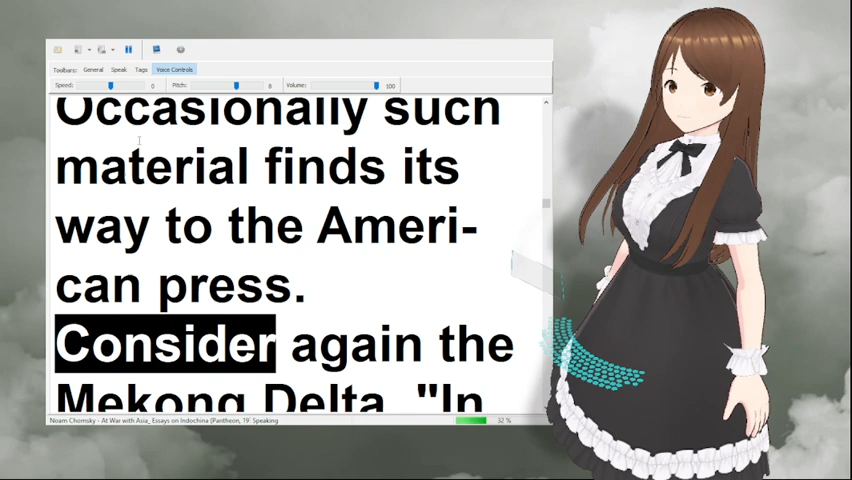 Toolbars: General Speak Tags Voice Controls
Speed: 0 Pitch: 8 Volume: 100
Occasionally such
material finds its
way to the Ameri-
can press.
Consider again the
Mekong Delta. "In
Noam Chomsky - At War with Asia_ Essays on Indochina (Pantheon, 19 Speaking 32 %